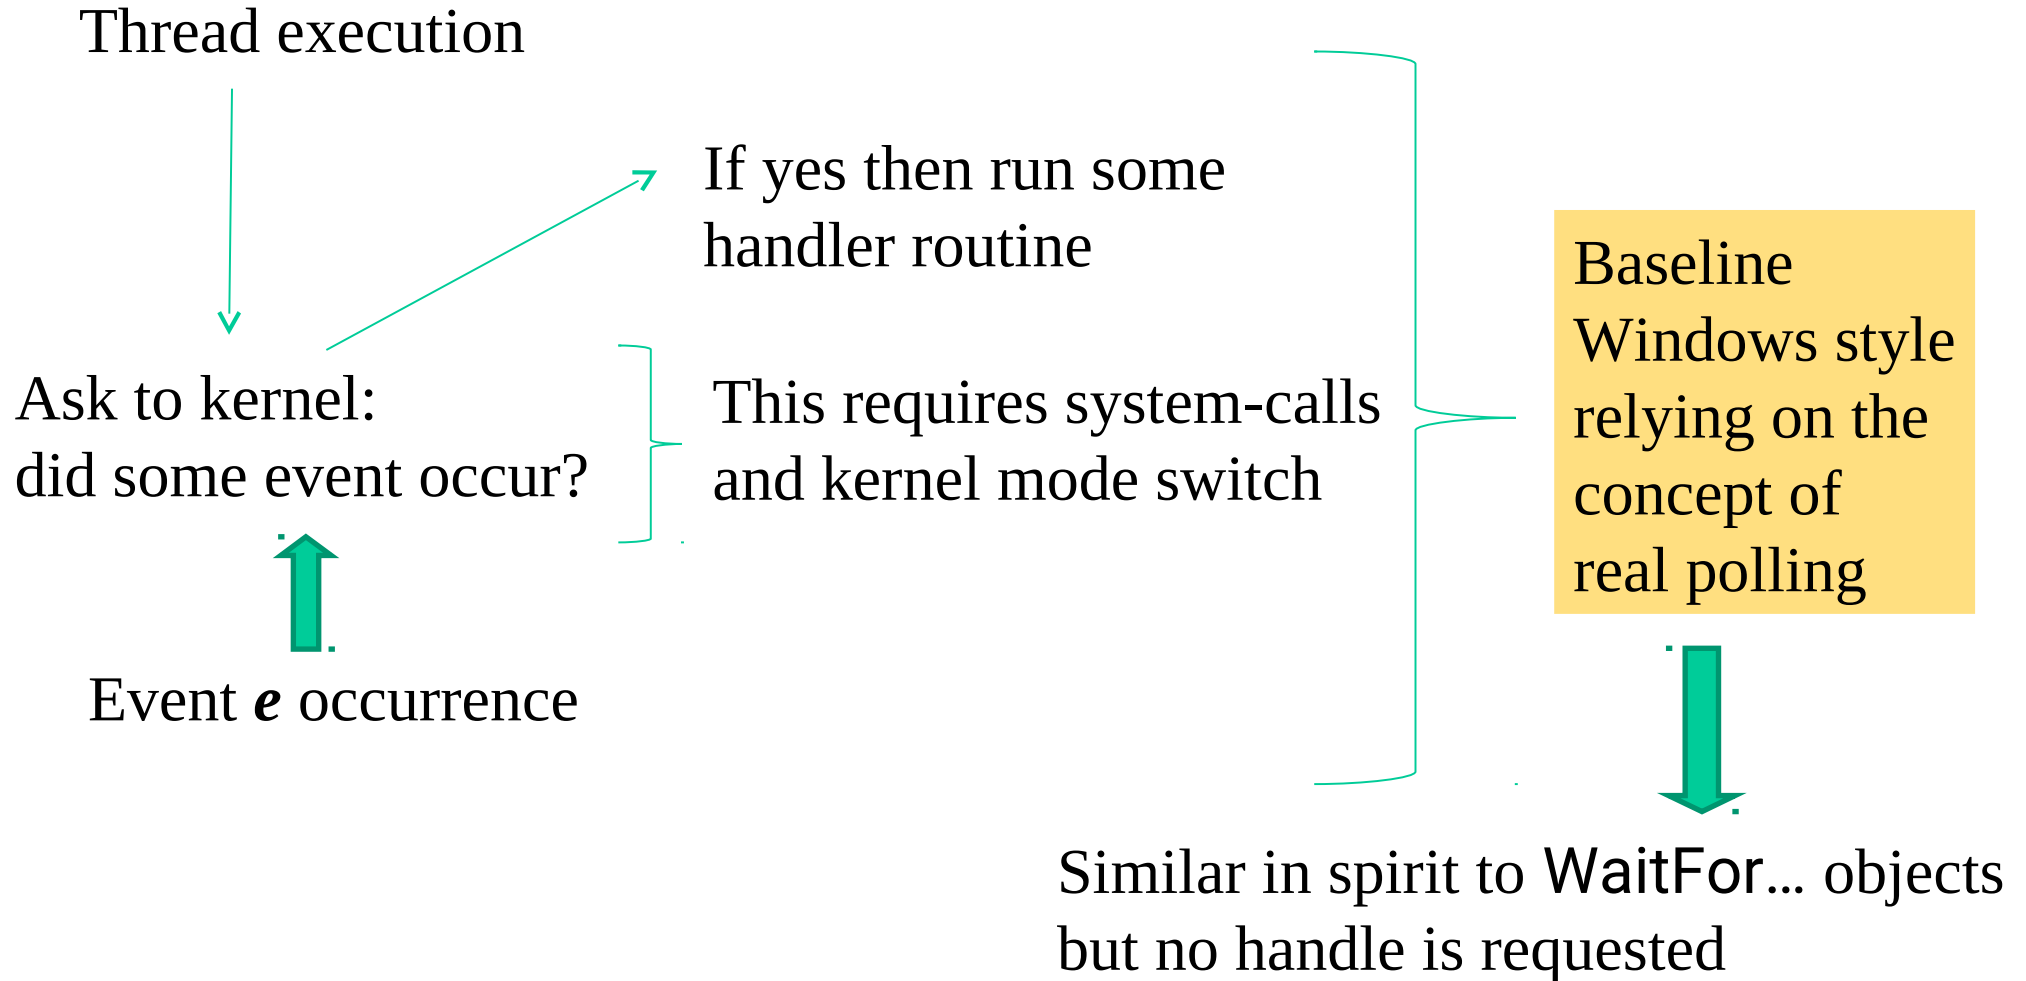 Thread execution
If yes then run some
handler routine
Ask to kernel:
did some event occur?
This requires system-calls
and kernel mode switch
Event e occurrence
Baseline
Windows style
relying on the
concept of
real polling
Similar in spirit to WaitFor… objects
but no handle is requested